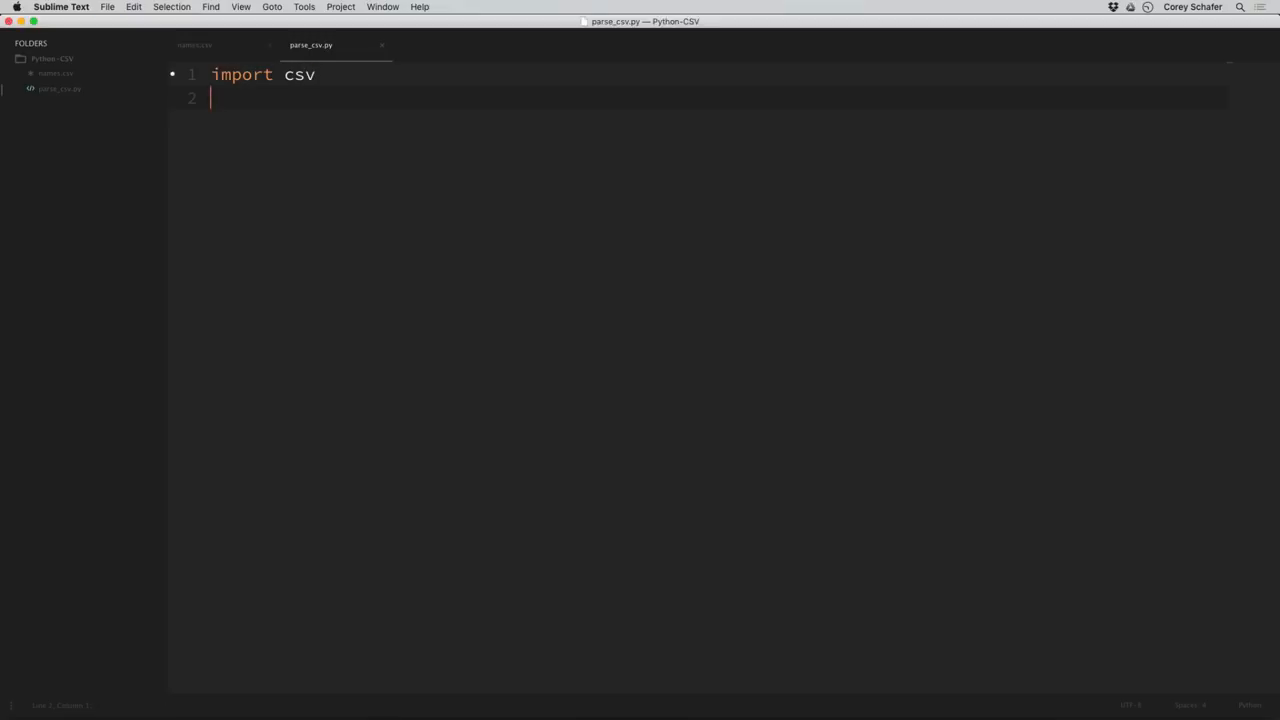 Sublime Text File Edit Selection Find View Goto Tools Project Window Help Corey Schafer
parse_csv.py — Python-CSV
FOLDERS
Python-CSV
names.csv
parse_csv.py
names.csv parse_csv.py
1 import csv
2
Line 2, Column 1 UTF-8 Spaces: 4 Python